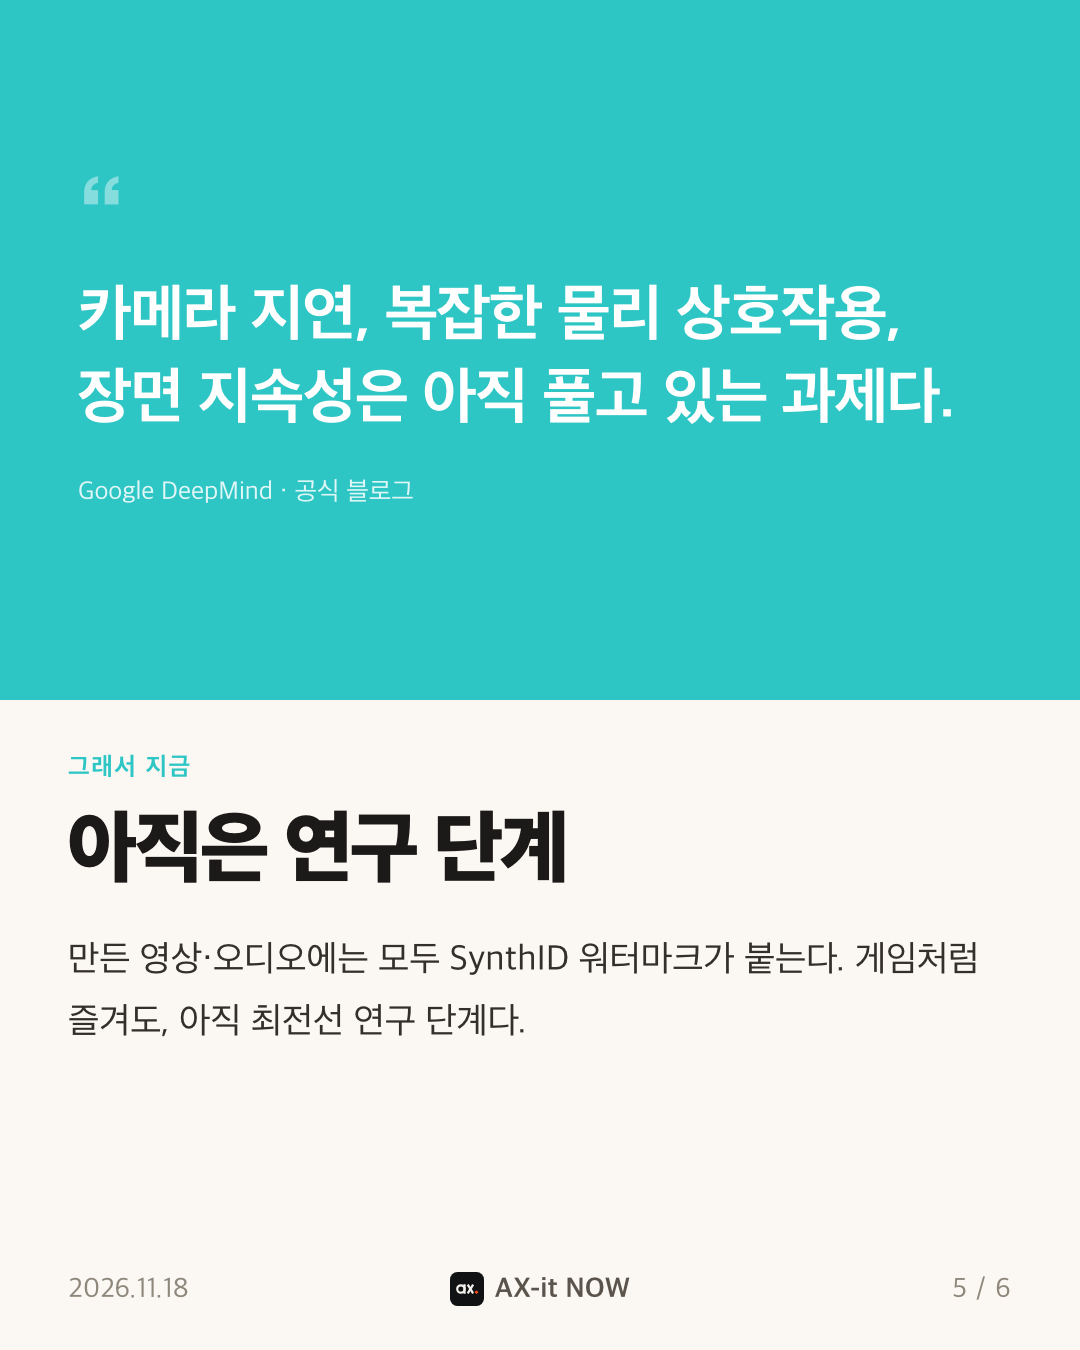 “
카메라 지연, 복잡한 물리 상호작용,
장면 지속성은 아직 풀고 있는 과제다.
Google DeepMind · 공식 블로그
그래서 지금
아직은 연구 단계
만든 영상·오디오에는 모두 SynthID 워터마크가 붙는다. 게임처럼
즐겨도, 아직 최전선 연구 단계다.
2026.11.18
ax. AX-it NOW
5 / 6